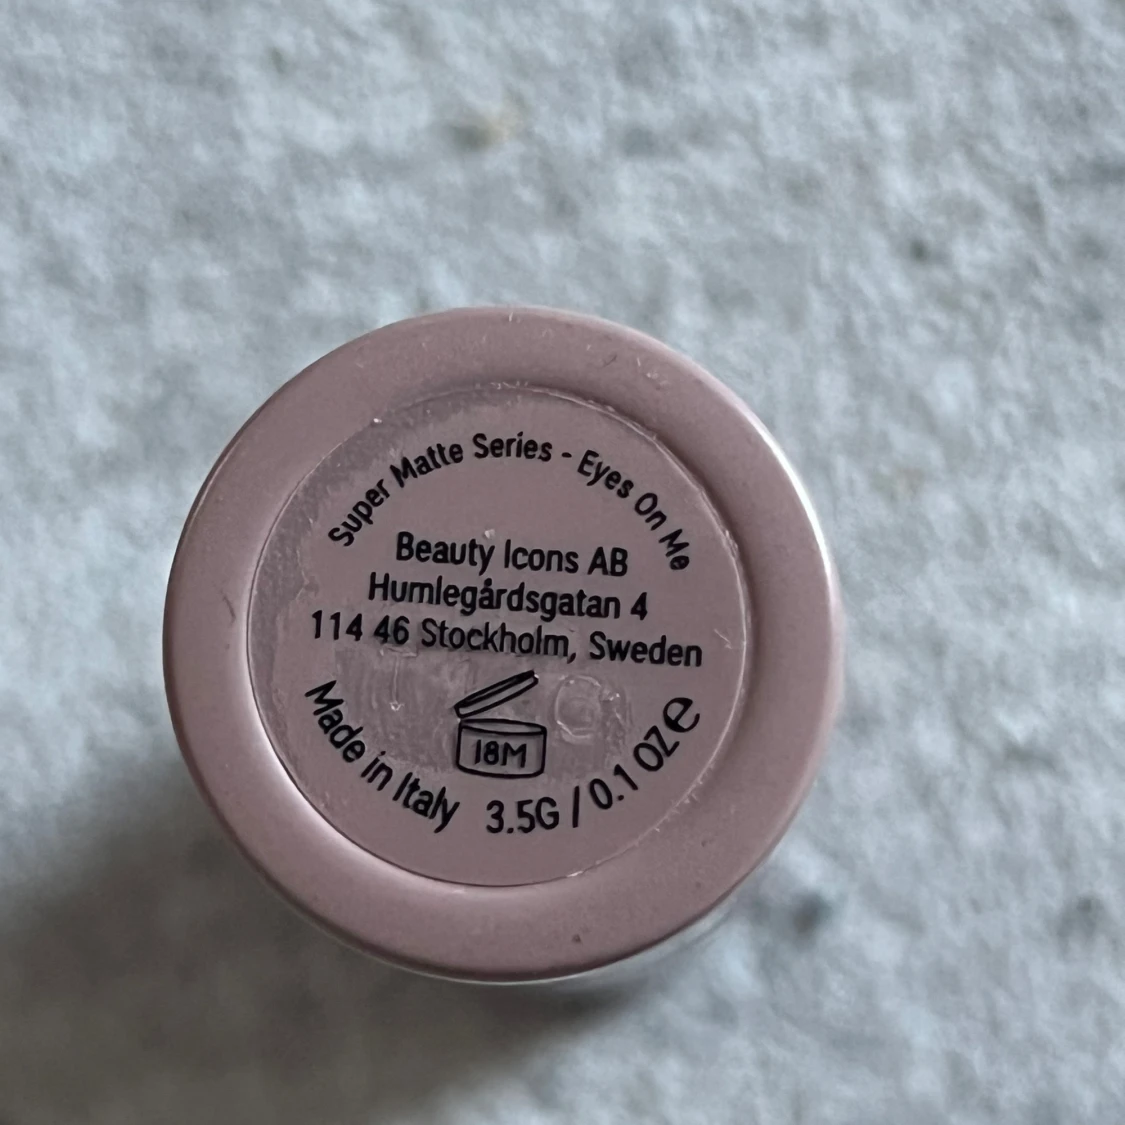 Super Matte Series - Eyes On Me
Beauty Icons AB
Humlegårdsgatan 4
114 46 Stockholm, Sweden
18M
Made in Italy 3.5G / 0.1 OZ e